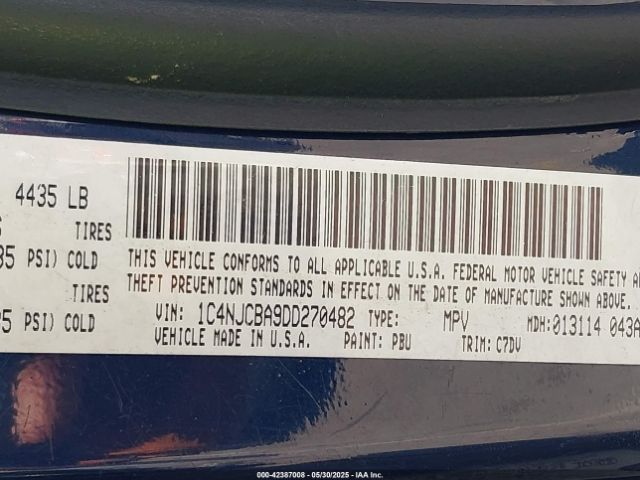 4435 LB
TIRES
35 PSI) COLD
TIRES
PSI) COLD
THIS VEHICLE CONFORMS TO ALL APPLICABLE U.S.A. FEDERAL MOTOR VEHICLE SAFETY
THEFT PREVENTION STANDARDS IN EFFECT ON THE DATE OF MANUFACTURE SHOWN ABOVE.
VIN: 1C4NJCBA9DD270482 TYPE: MPV MDH:013114 043A
VEHICLE MADE IN U.S.A. PAINT: PBU TRIM: C7DV
000-42387008 - 05/30/2025 - IAA Inc.